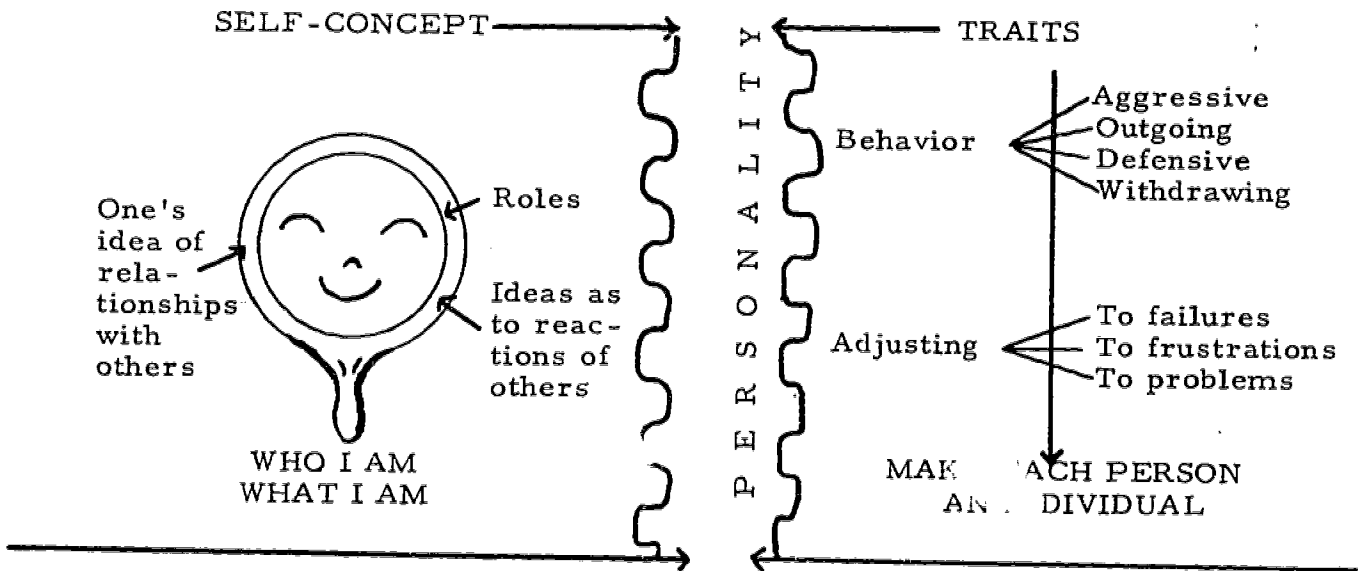 SELF-CONCEPT
One's
idea of
rela-
tionships
with
others
Roles
Ideas as
to reac-
tions of
others
WHO I AM
WHAT I AM
PERSONALITY
TRAITS
Behavior
Aggressive
Outgoing
Defensive
Withdrawing
Adjusting
To failures
To frustrations
To problems
PERSON